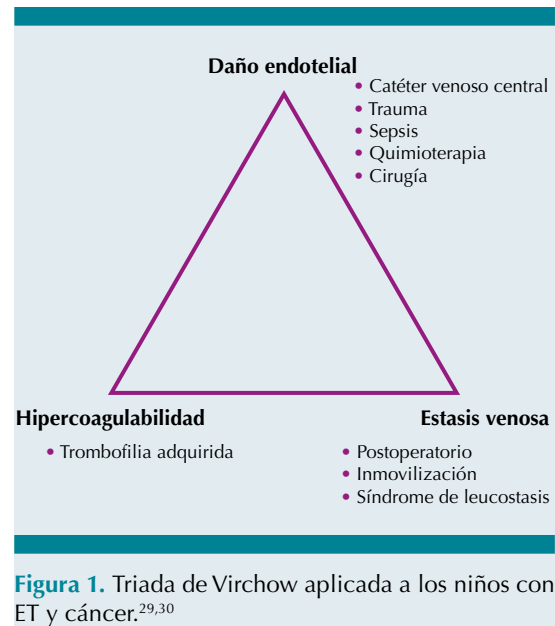 Daño endotelial
• Catéter venoso central
• Trauma
• Sepsis
• Quimioterapia
• Cirugía
Hipercoagulabilidad
• Trombofilia adquirida
Estasis venosa
• Postoperatorio
• Inmovilización
• Síndrome de leucostasis
Figura 1. Triada de Virchow aplicada a los niños con
ET y cáncer.29,30